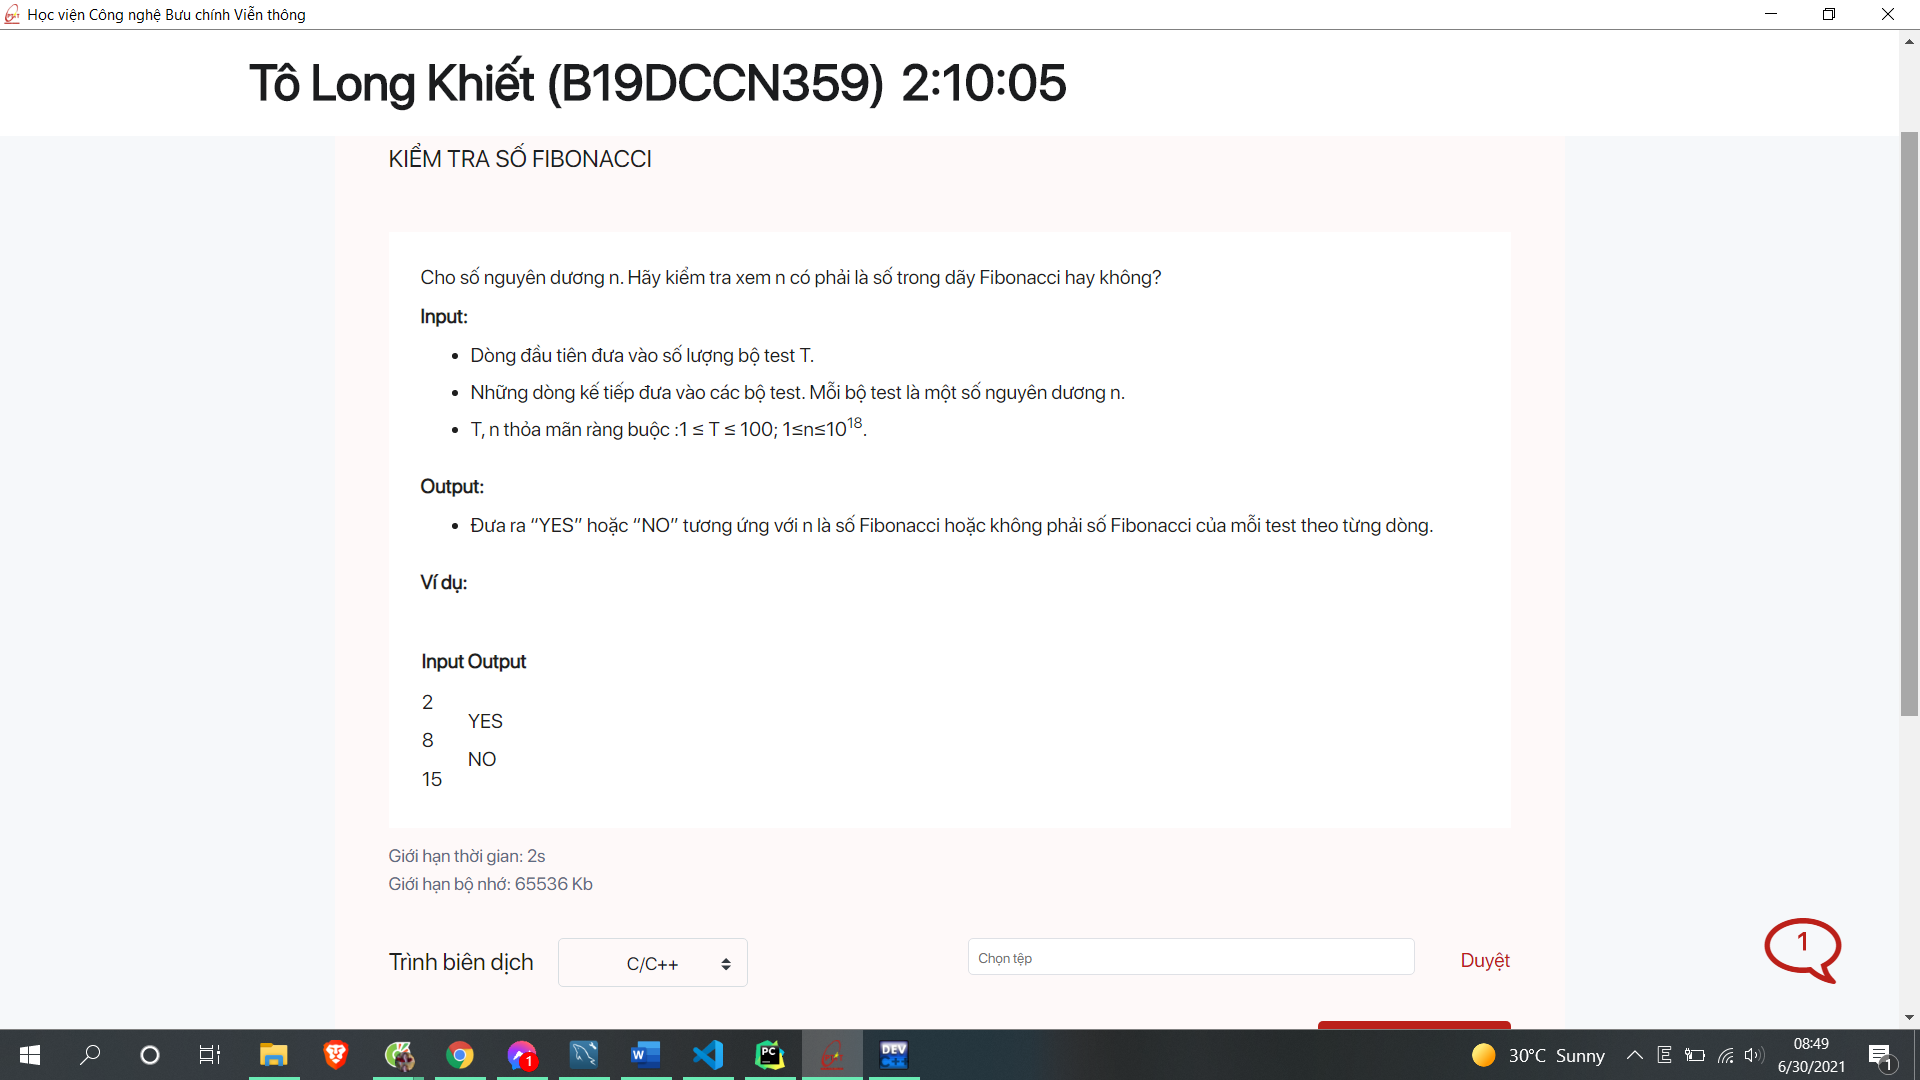 Học viện Công nghệ Bưu chính Viễn thông
Tô Long Khiết (B19DCCN359) 2:10:05
KIỂM TRA SỐ FIBONACCI
Cho số nguyên dương n. Hãy kiểm tra xem n có phải là số trong dãy Fibonacci hay không?
Input:
• Dòng đầu tiên đưa vào số lượng bộ test T.
• Những dòng kế tiếp đưa vào các bộ test. Mỗi bộ test là một số nguyên dương n.
• T, n thỏa mãn ràng buộc :1 ≤ T ≤ 100; 1≤n≤10¹⁸.
Output:
• Đưa ra “YES” hoặc “NO” tương ứng với n là số Fibonacci hoặc không phải số Fibonacci của mỗi test theo từng dòng.
Ví dụ:
Input Output
2
YES
8
NO
15
Giới hạn thời gian: 2s
Giới hạn bộ nhớ: 65536 Kb
Trình biên dịch C/C++ Chọn tệp Duyệt
1
1
W
PC
DEV C++
30°C Sunny
E
08:49
6/30/2021
1